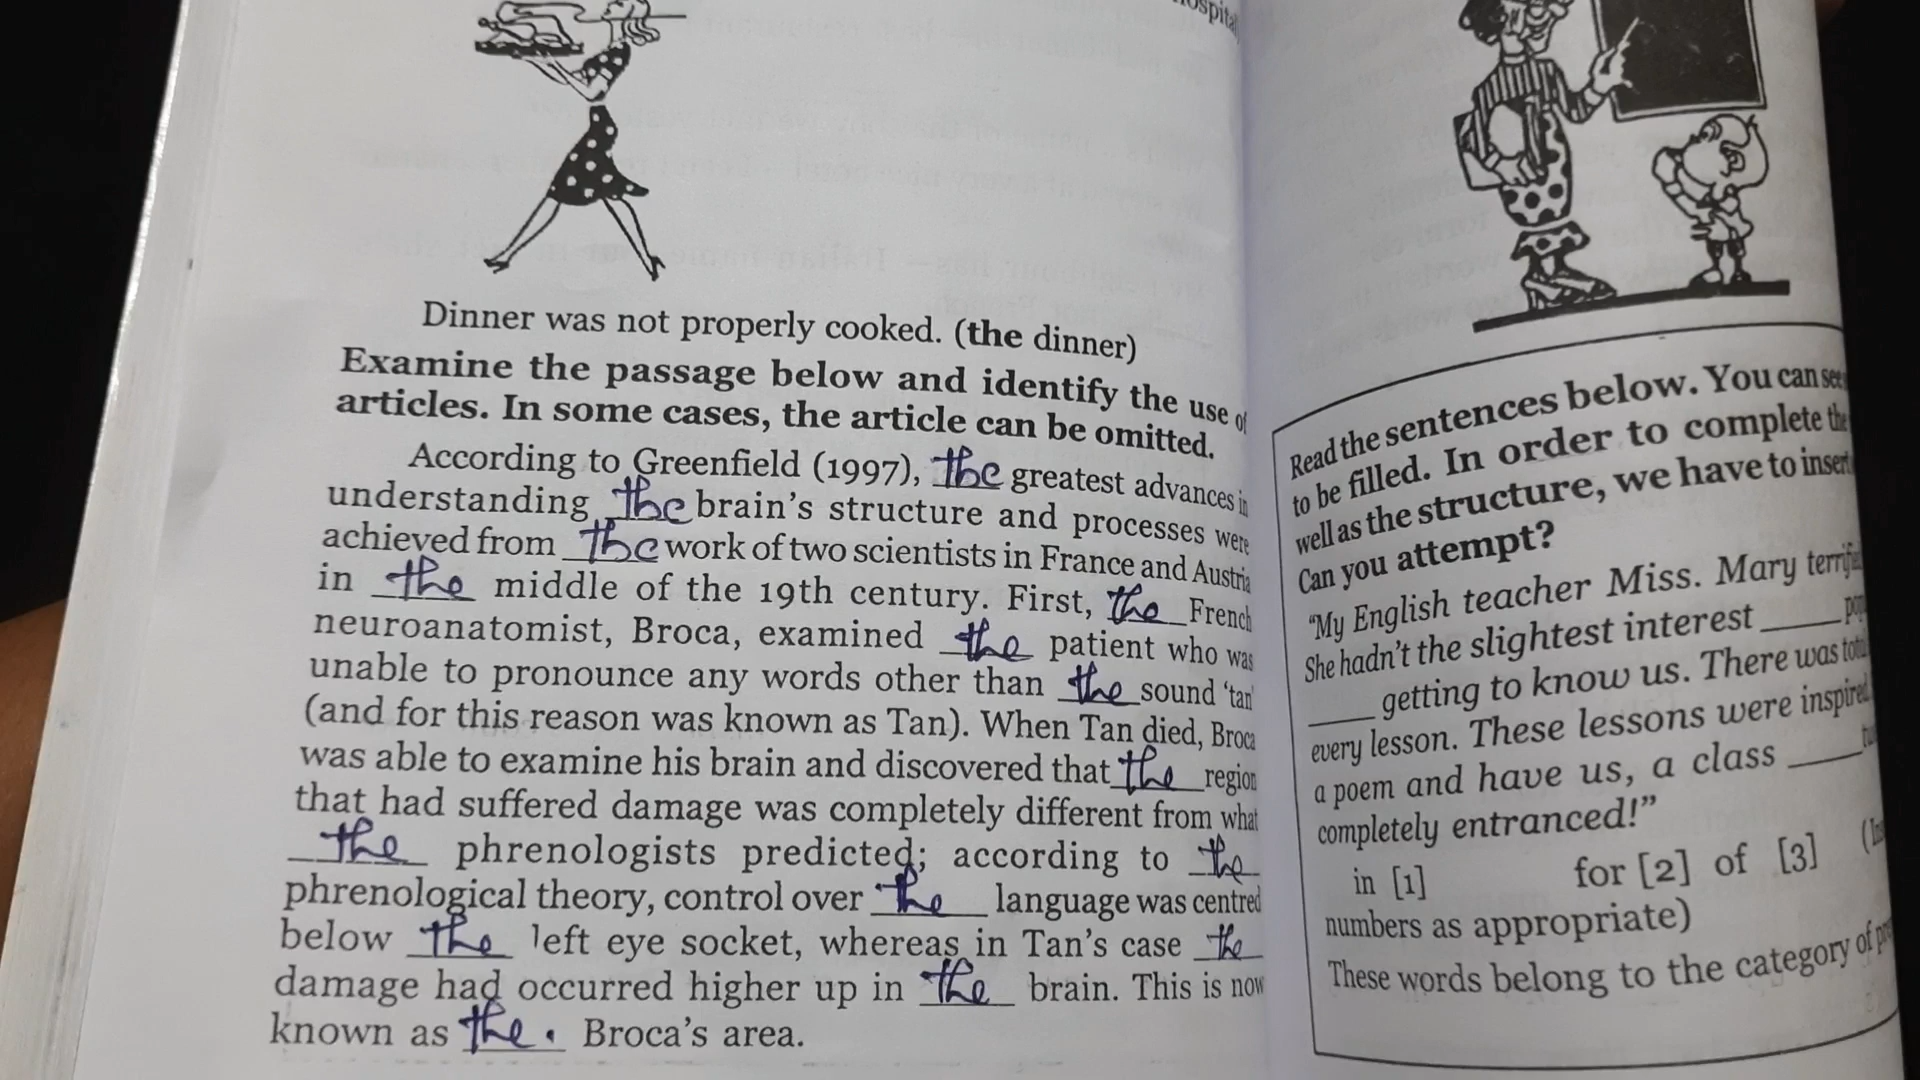 Dinner was not properly cooked. (the dinner)
Examine the passage below and identify the use of
articles. In some cases, the article can be omitted.
According to Greenfield (1997), the greatest advances in
understanding the brain's structure and processes were
achieved from the work of two scientists in France and Austria
in the middle of the 19th century. First, the French
neuroanatomist, Broca, examined the patient who was
unable to pronounce any words other than the sound 'tan'
(and for this reason was known as Tan). When Tan died, Broca
was able to examine his brain and discovered that the region
that had suffered damage was completely different from what
the phrenologists predicted; according to the
phrenological theory, control over the language was centred
below the left eye socket, whereas in Tan's case the
damage had occurred higher up in the brain. This is now
known as the. Broca's area.
Read the sentences below. You can see
to be filled. In order to complete the
well as the structure, we have to insert
Can you attempt?
"My English teacher Miss. Mary
She hadn't the slightest interest ____
____ getting to know us. There was
every lesson. These lessons were inspired
a poem and have us, a class ____
completely entranced!"
in [1] for [2] of [3]
numbers as appropriate)
These words belong to the category of